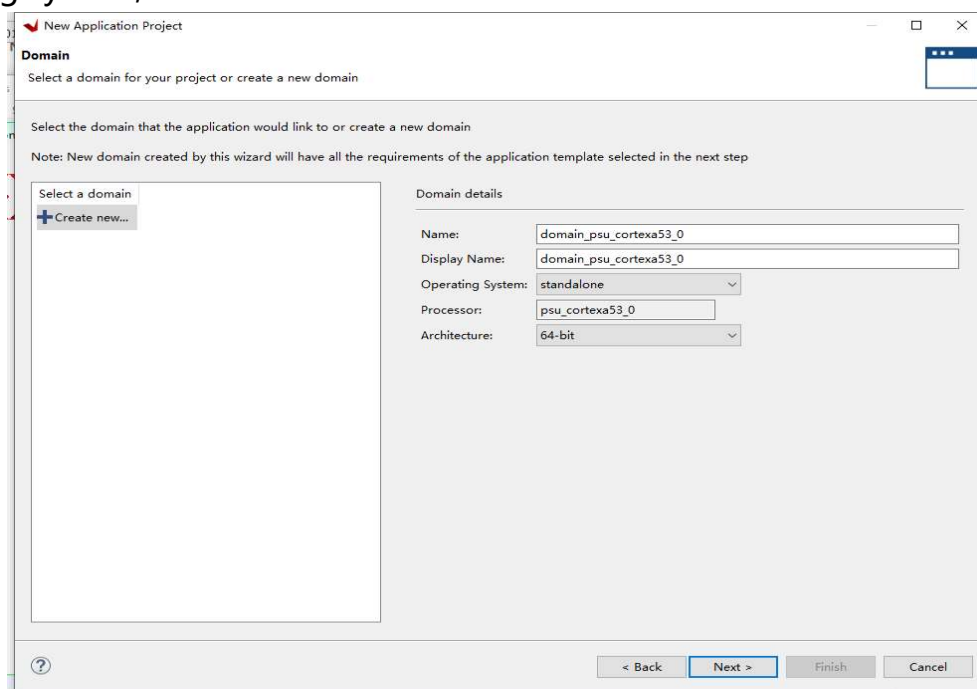 New Application Project
Domain
Select a domain for your project or create a new domain
Select the domain that the application would link to or create a new domain
Note: New domain created by this wizard will have all the requirements of the application template selected in the next step
Select a domain
Create new...
Domain details
Name: domain_psu_cortexa53_0
Display Name: domain_psu_cortexa53_0
Operating System: standalone
Processor: psu_cortexa53_0
Architecture: 64-bit
< Back Next > Finish Cancel